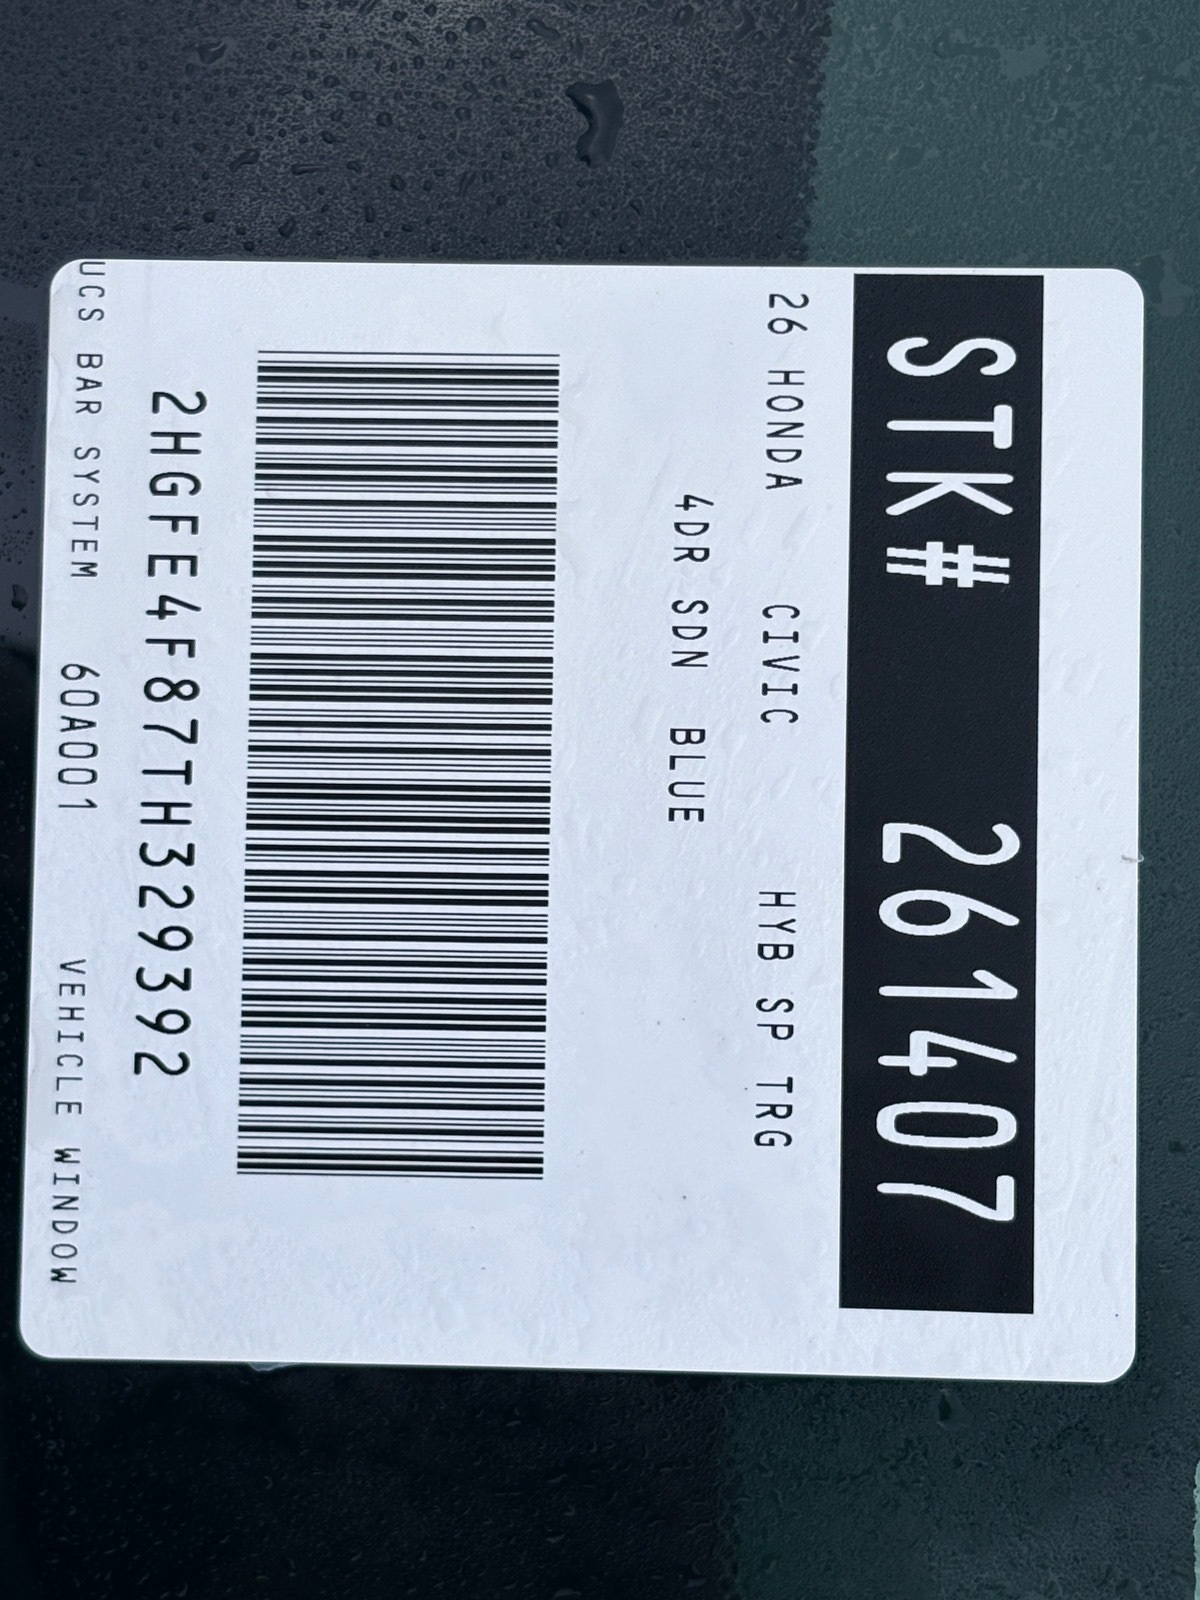 STK# 261407
26 HONDA CIVIC HYB SP TRG
4DR SDN BLUE
2HGFE4F87TH329392
UCS BAR SYSTEM 60A001 VEHICLE WINDOW